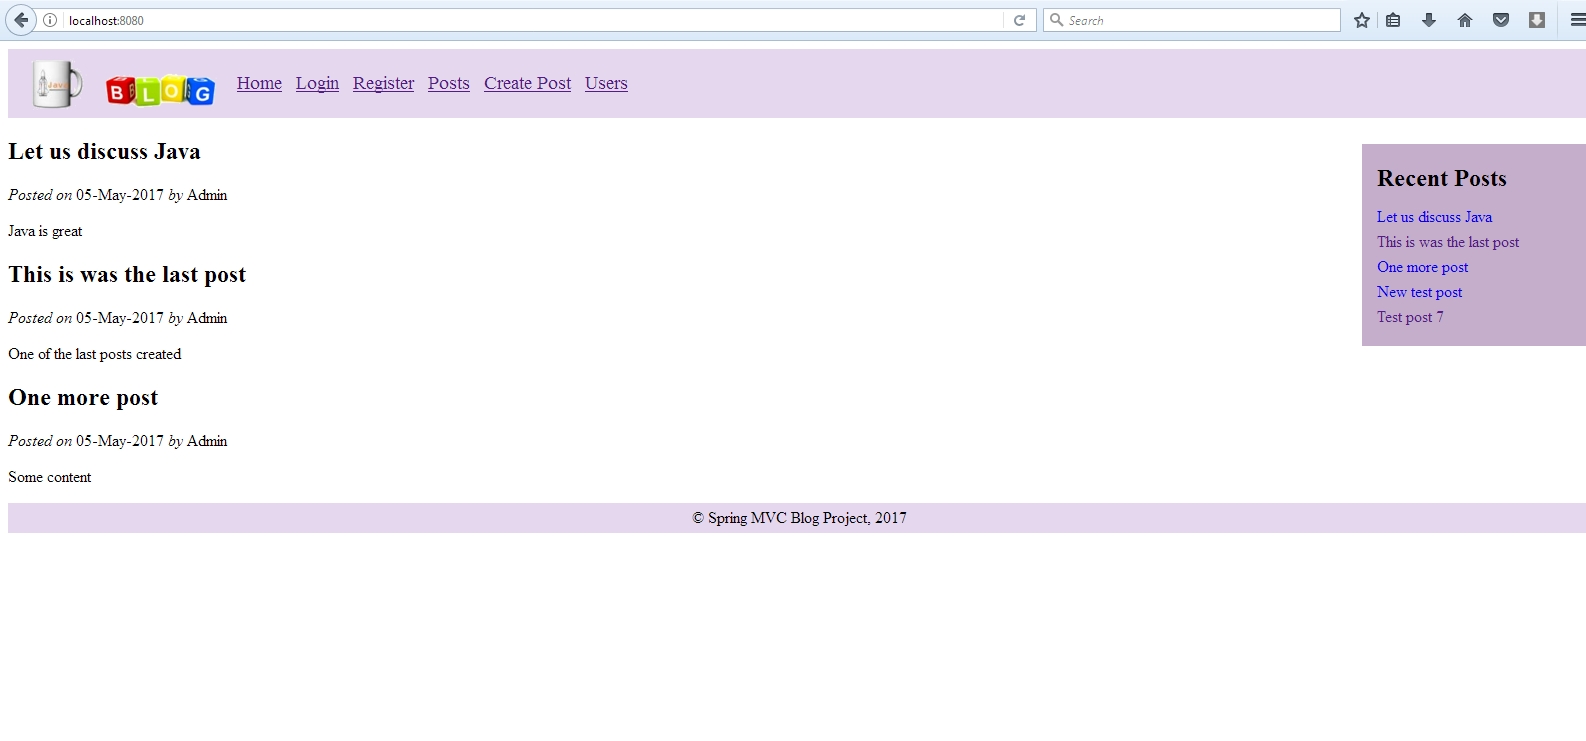 localhost:8080
Search
Java
BLOG
Home Login Register Posts Create Post Users
Let us discuss Java
Posted on 05-May-2017 by Admin
Java is great
This is was the last post
Posted on 05-May-2017 by Admin
One of the last posts created
One more post
Posted on 05-May-2017 by Admin
Some content
Recent Posts
Let us discuss Java
This is was the last post
One more post
New test post
Test post 7
© Spring MVC Blog Project, 2017